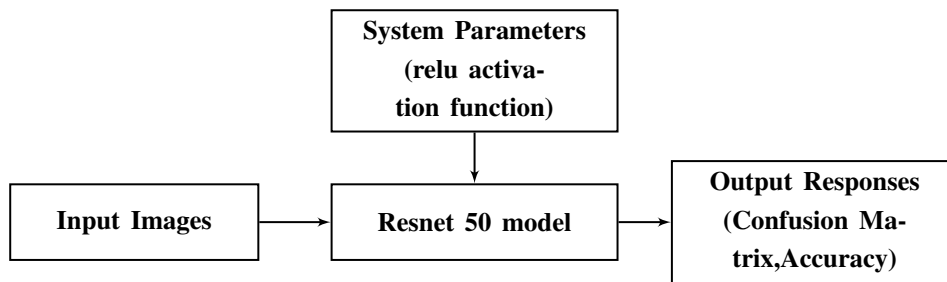 System Parameters
(relu activa-
tion function)
Input Images
Resnet 50 model
Output Responses
(Confusion Ma-
trix,Accuracy)